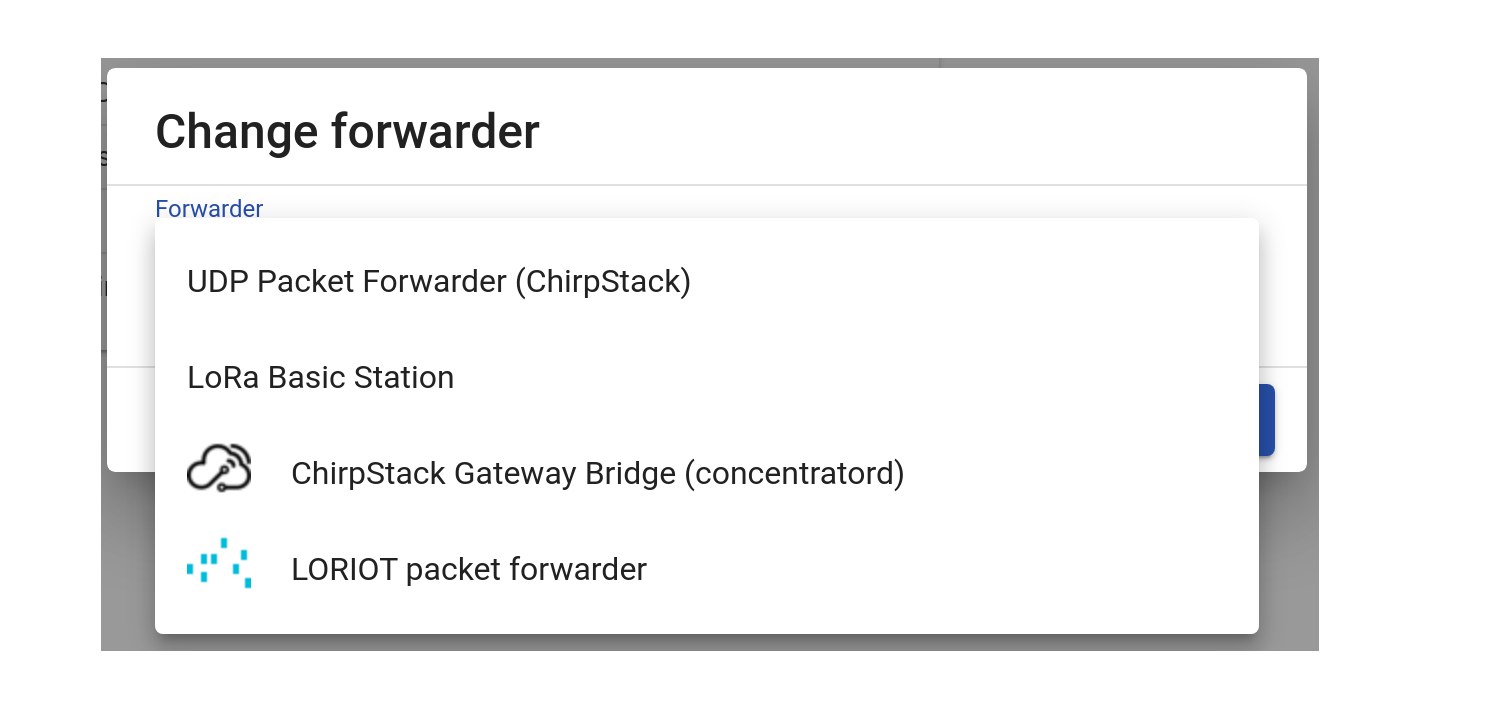 Change forwarder
Forwarder
UDP Packet Forwarder (ChirpStack)
LoRa Basic Station
ChirpStack Gateway Bridge (concentratord)
LORIOT packet forwarder